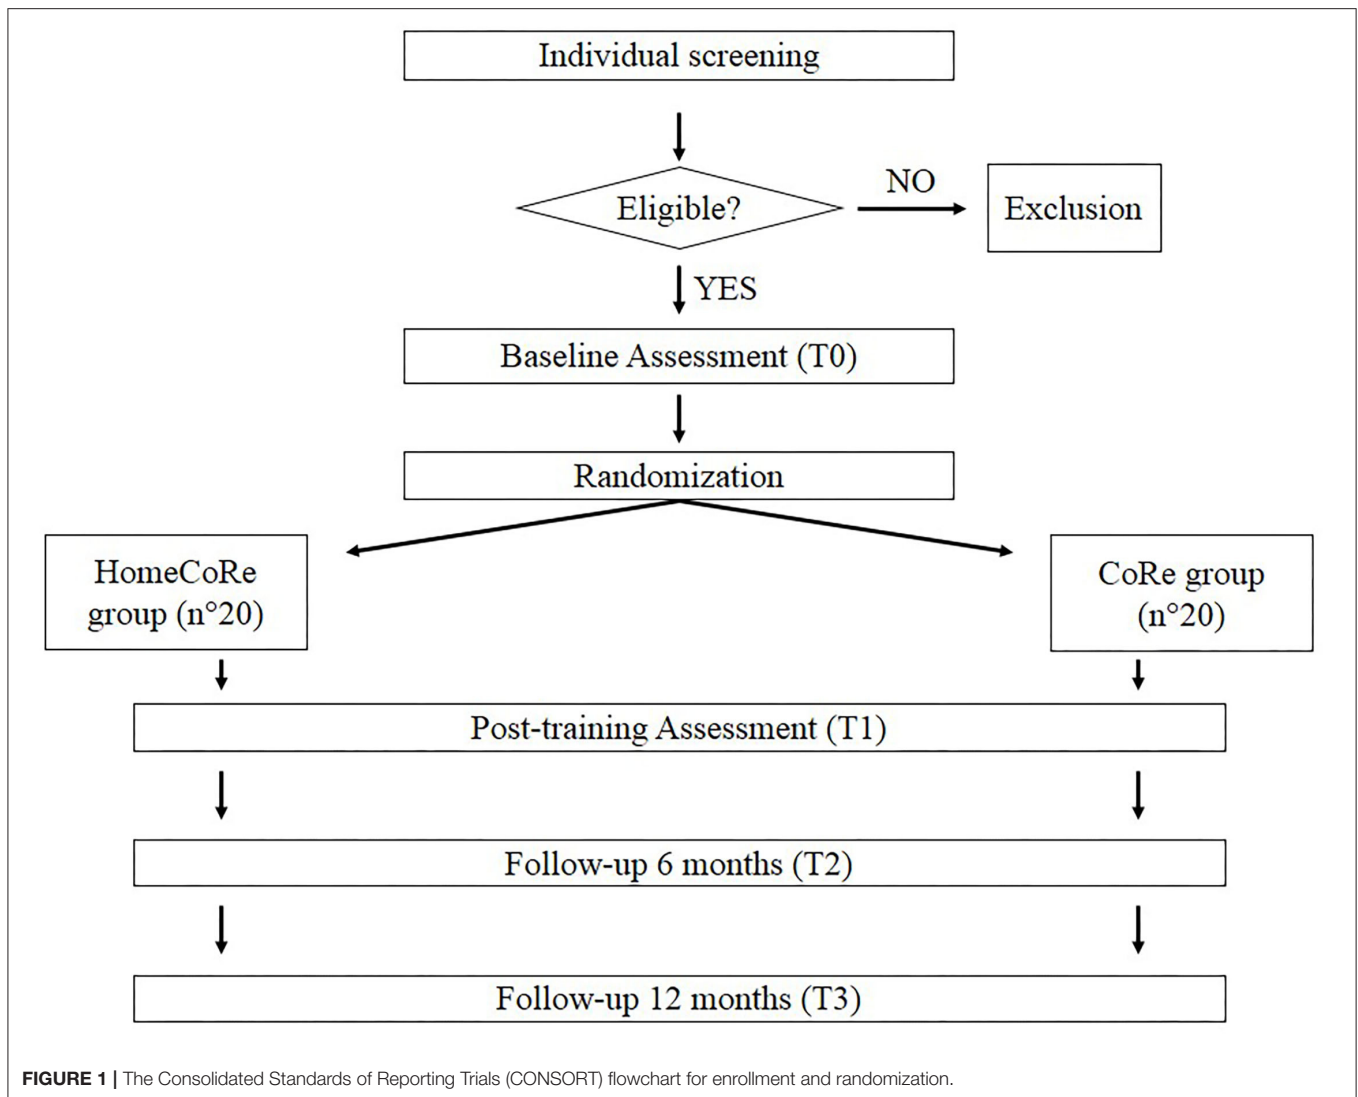 Individual screening
Eligible?
NO
Exclusion
YES
Baseline Assessment (T0)
Randomization
HomeCoRe
group (n°20)
CoRe group
(n°20)
Post-training Assessment (T1)
Follow-up 6 months (T2)
Follow-up 12 months (T3)
FIGURE 1 | The Consolidated Standards of Reporting Trials (CONSORT) flowchart for enrollment and randomization.